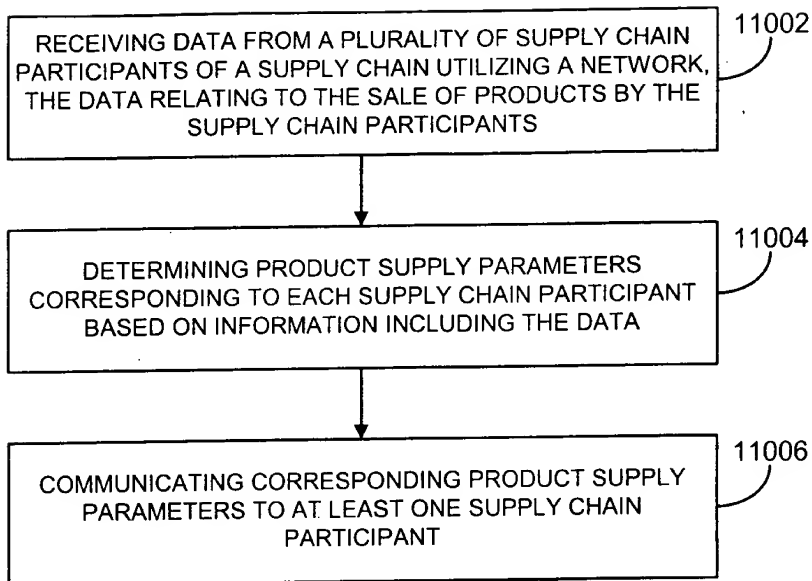 11002
RECEIVING DATA FROM A PLURALITY OF SUPPLY CHAIN
PARTICIPANTS OF A SUPPLY CHAIN UTILIZING A NETWORK,
THE DATA RELATING TO THE SALE OF PRODUCTS BY THE
SUPPLY CHAIN PARTICIPANTS
11004
DETERMINING PRODUCT SUPPLY PARAMETERS
CORRESPONDING TO EACH SUPPLY CHAIN PARTICIPANT
BASED ON INFORMATION INCLUDING THE DATA
11006
COMMUNICATING CORRESPONDING PRODUCT SUPPLY
PARAMETERS TO AT LEAST ONE SUPPLY CHAIN
PARTICIPANT